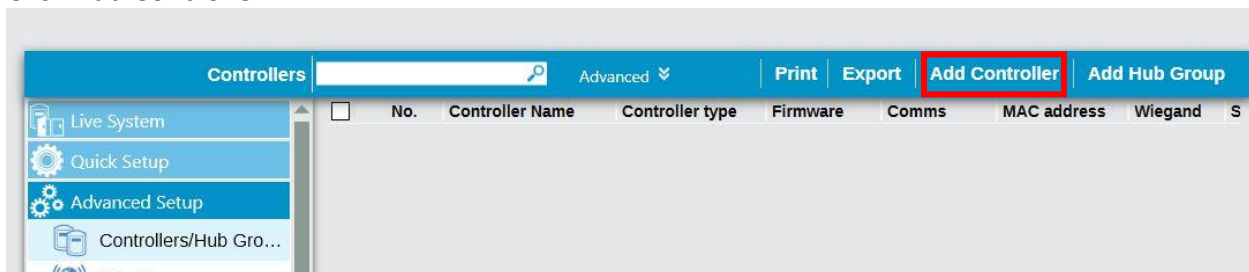 Controllers Advanced Print Export Add Controller Add Hub Group
No. Controller Name Controller type Firmware Comms MAC address Wiegand S
Live System
Quick Setup
Advanced Setup
Controllers/Hub Gro...